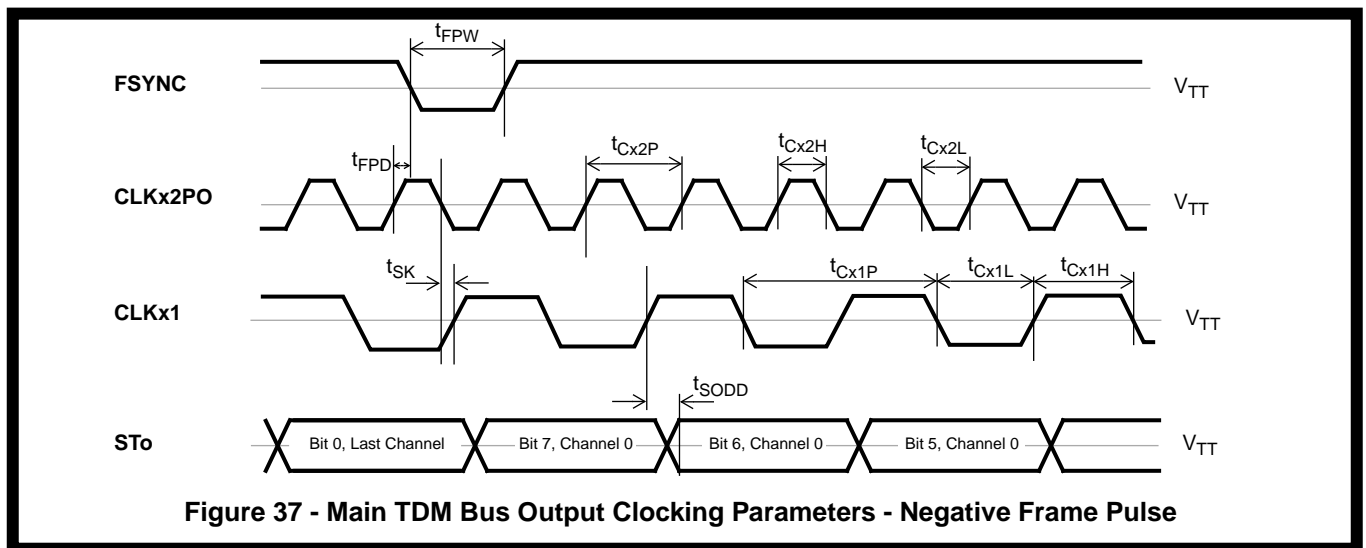 tFPW
FSYNC
VTT
tFPD
tCx2P
tCx2H
tCx2L
CLKx2PO
VTT
tSK
tCx1P
tCx1L
tCx1H
CLKx1
VTT
tSODD
STo
Bit 0, Last Channel
Bit 7, Channel 0
Bit 6, Channel 0
Bit 5, Channel 0
VTT
Figure 37 - Main TDM Bus Output Clocking Parameters - Negative Frame Pulse